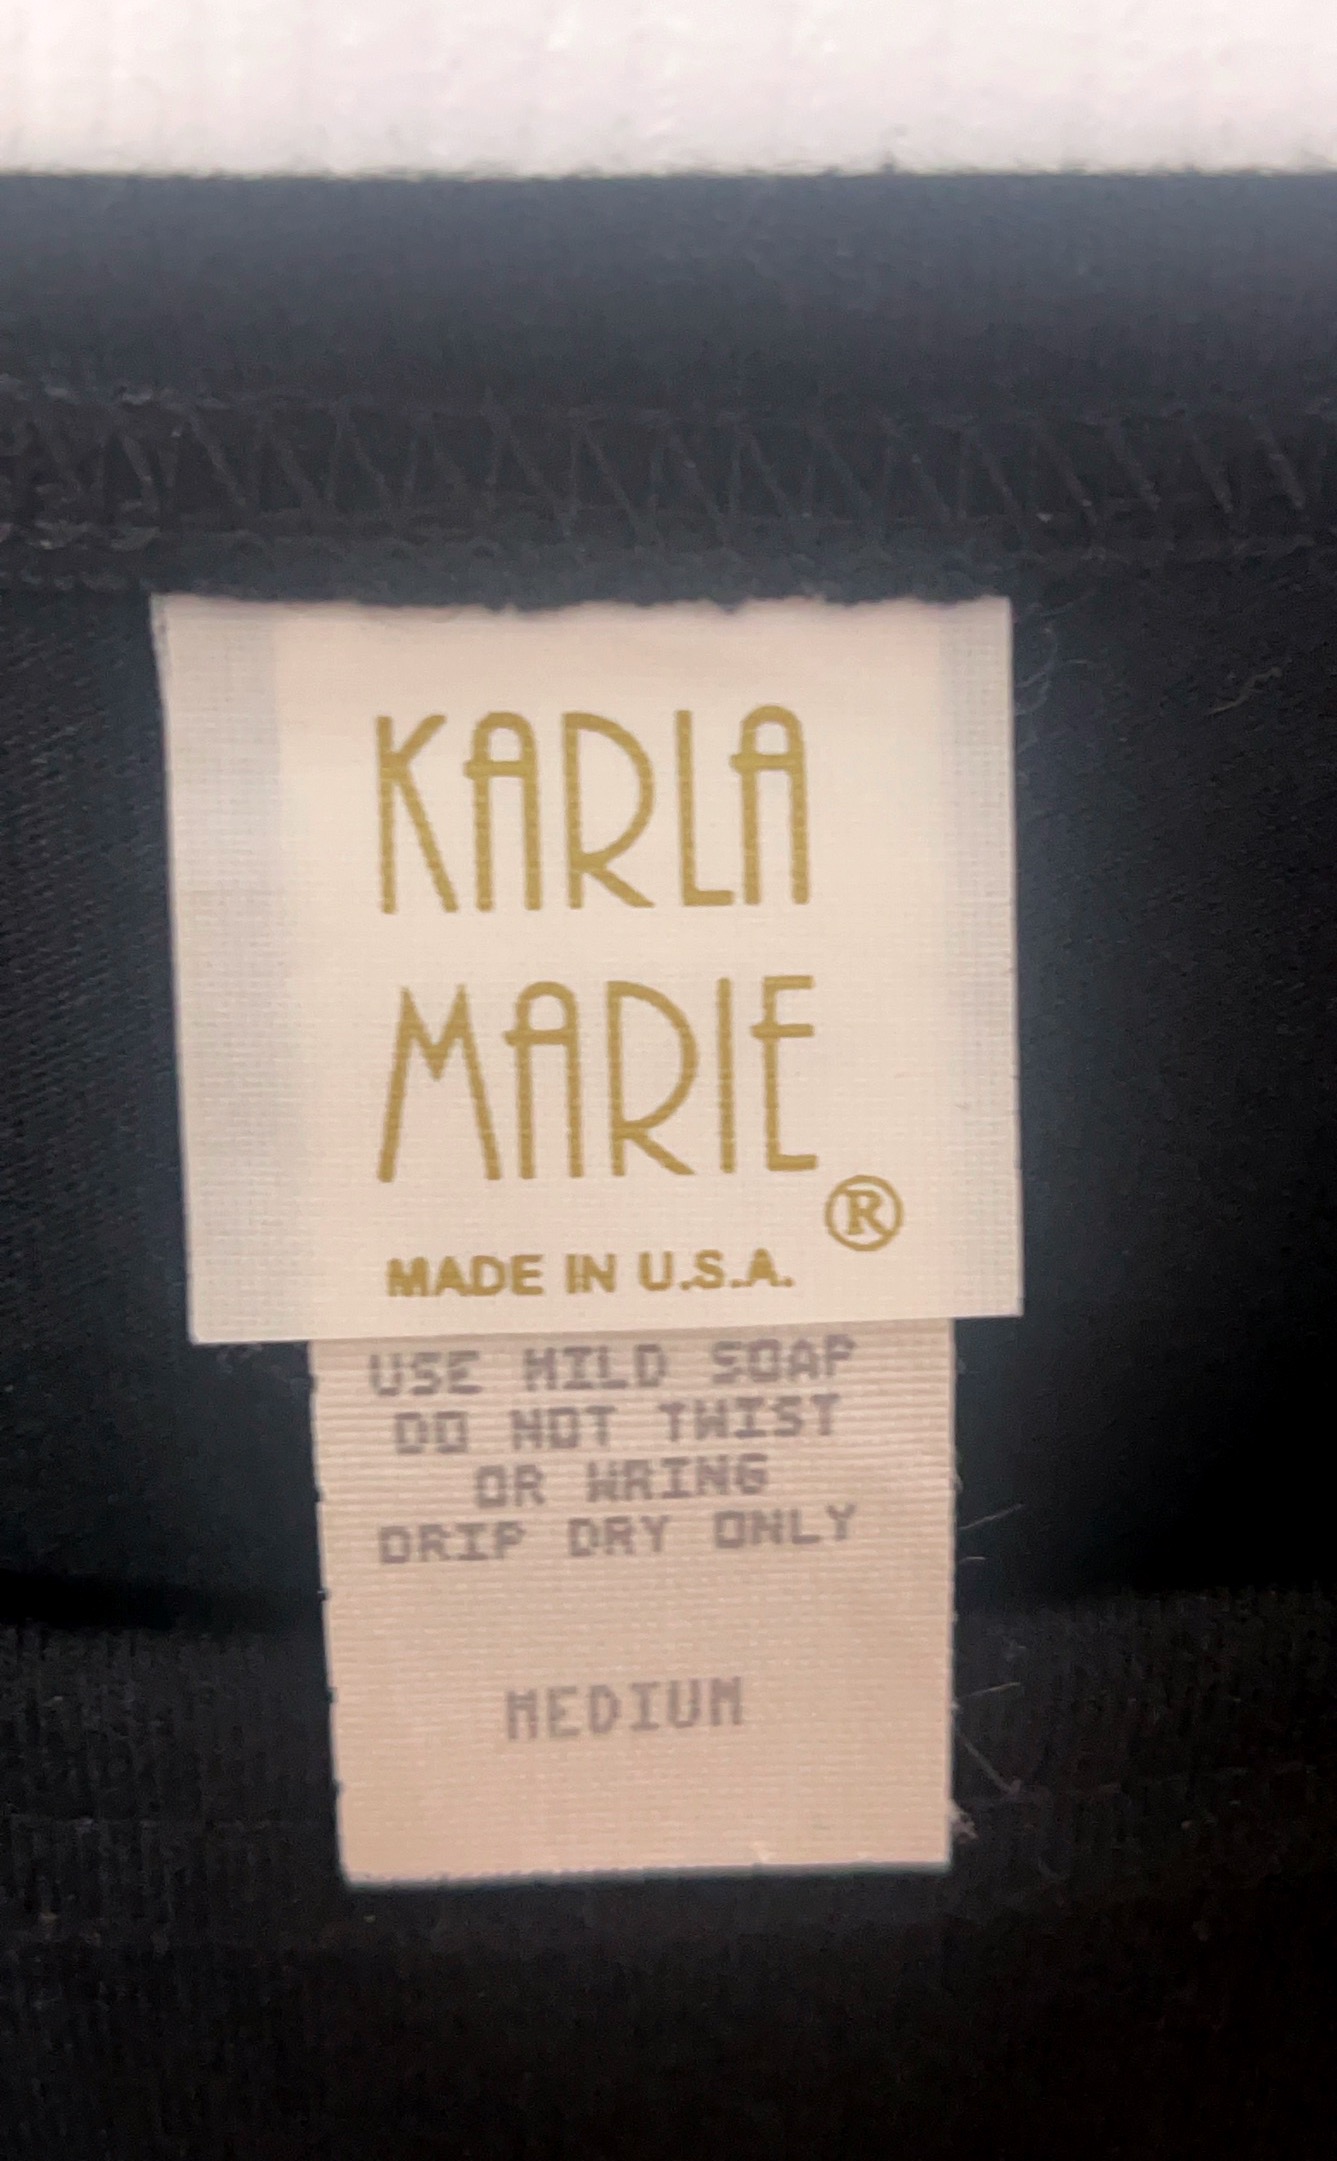 KARLA
MARIE
®
MADE IN U.S.A.
USE MILD SOAP
DO NOT TWIST
OR WRING
DRIP DRY ONLY
MEDIUM